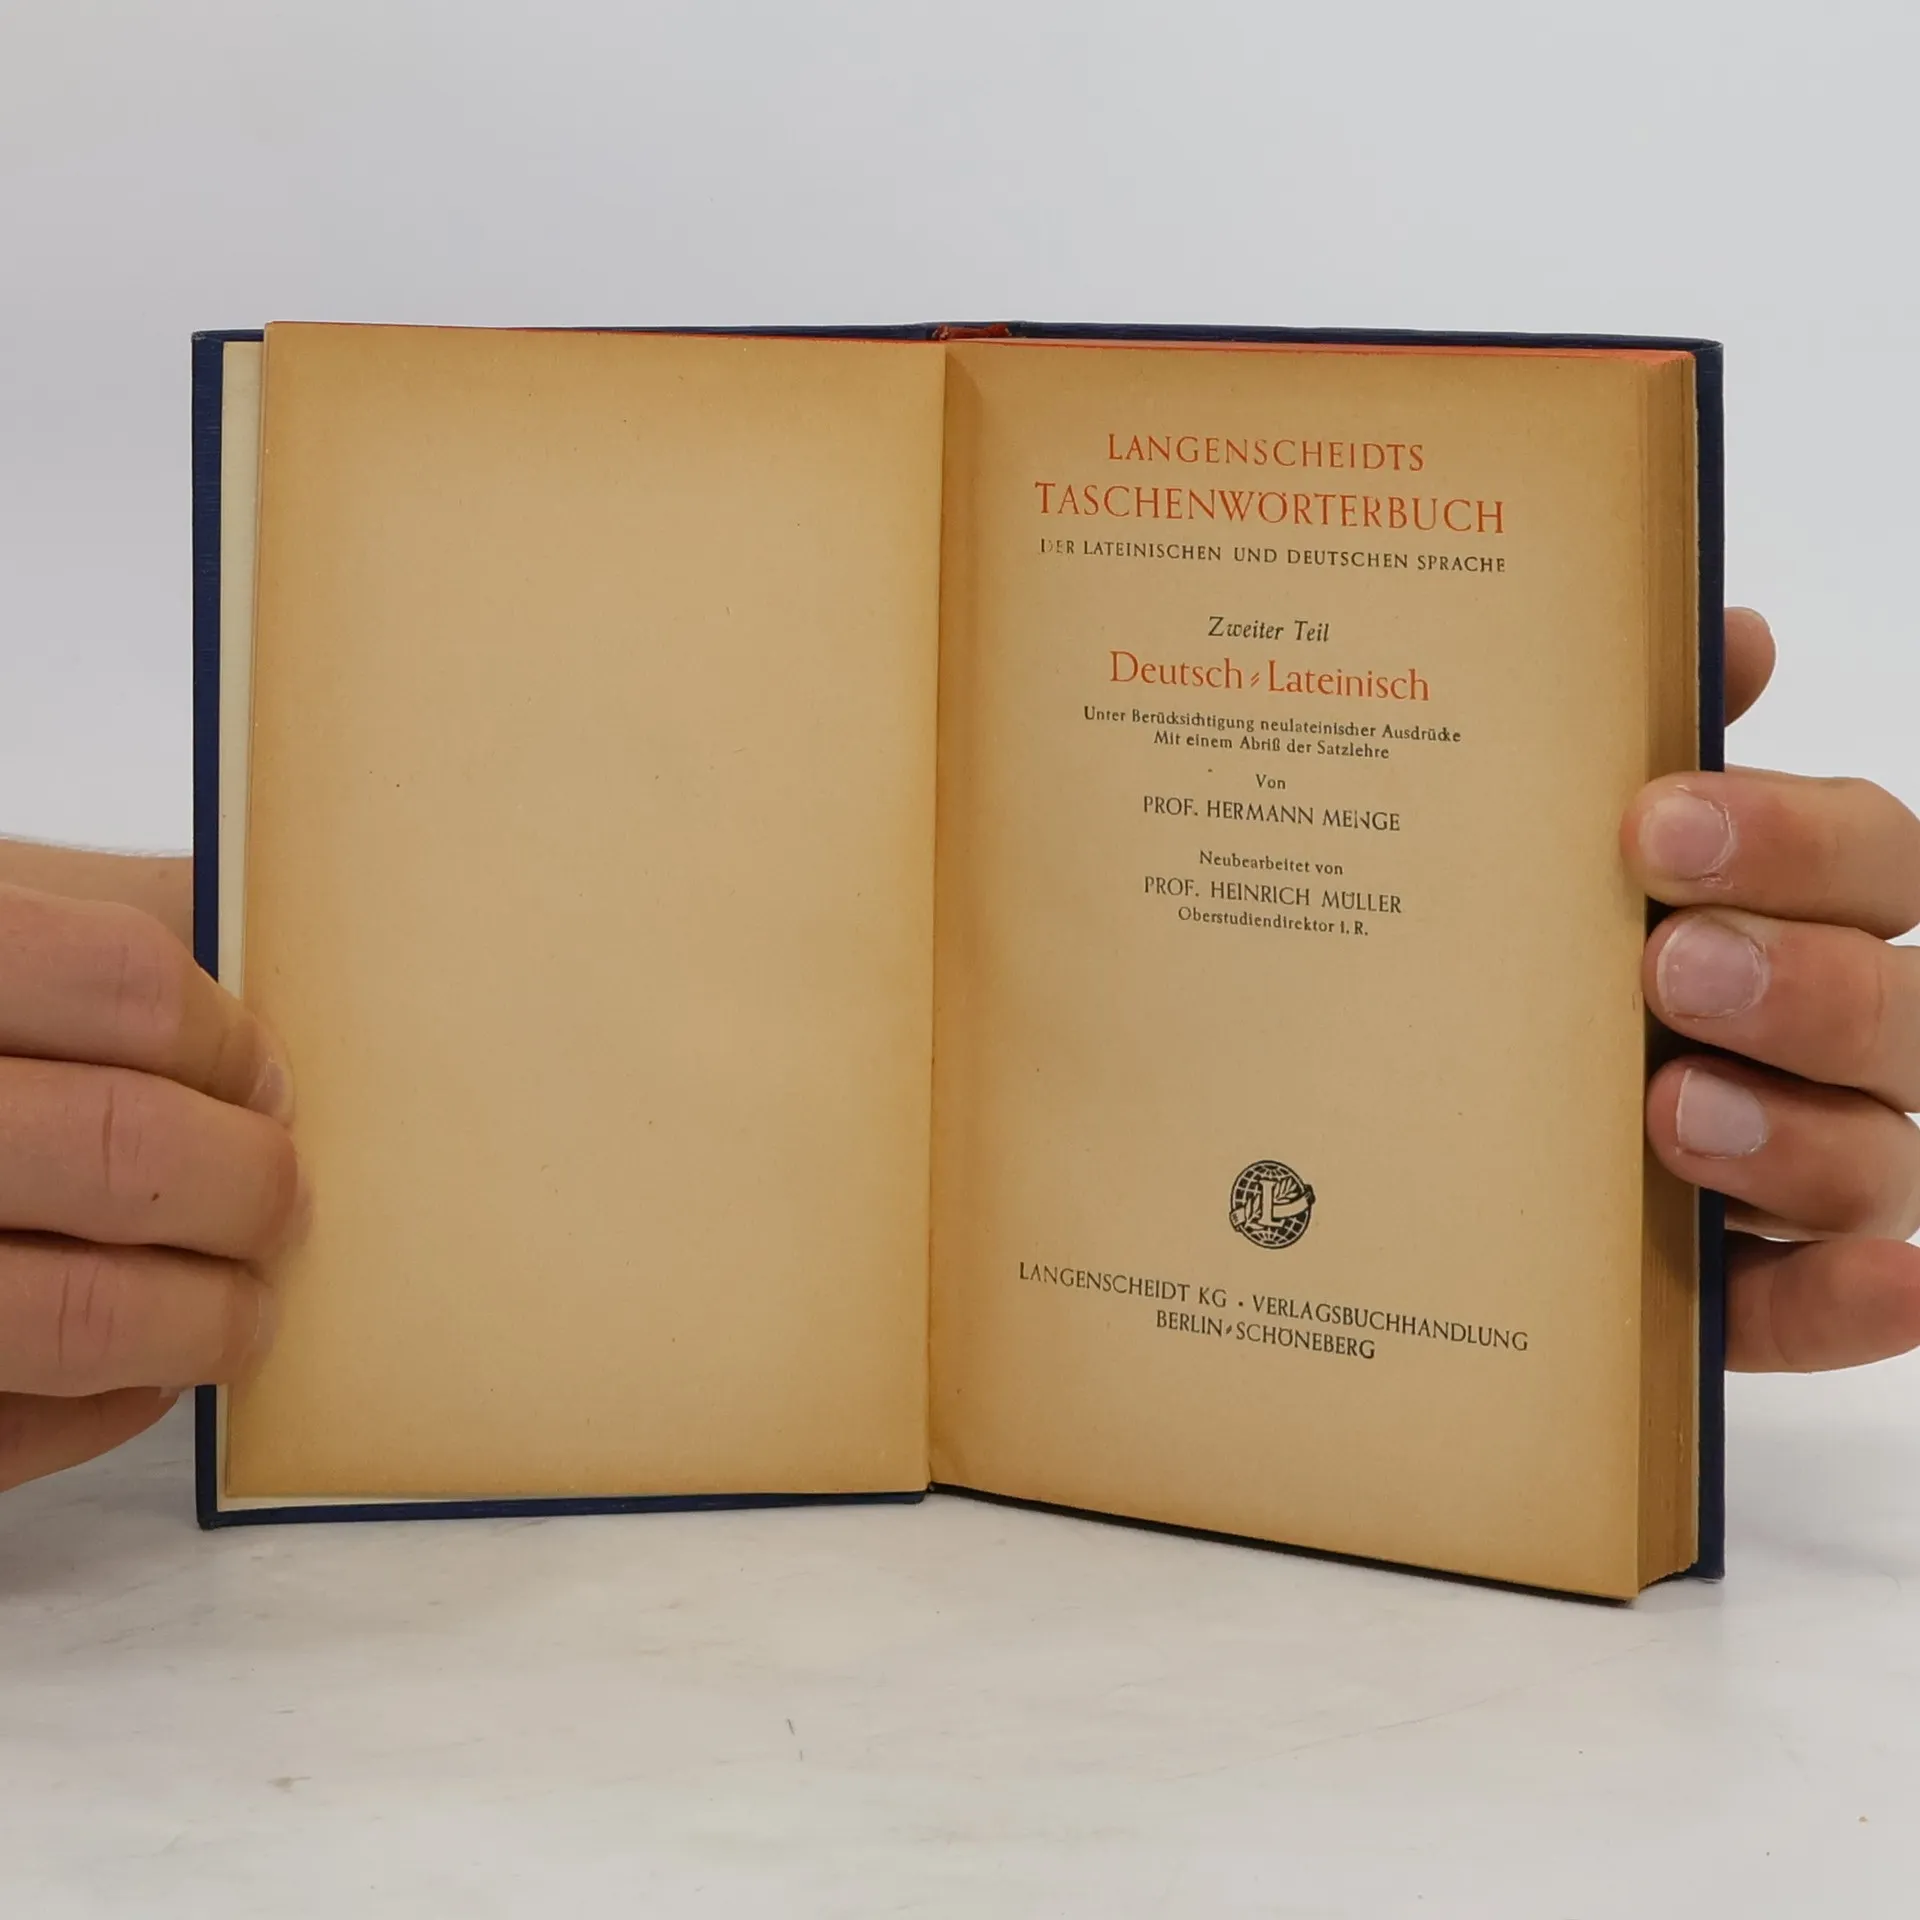 LANGENSCHEIDTS
TASCHENWÖRTERBUCH
DER LATEINISCHEN UND DEUTSCHEN SPRACHE
Zweiter Teil
Deutsch-Lateinisch
Unter Berücksichtigung neulateinischer Ausdrücke
Mit einem Abriß der Satzlehre
Von
PROF. HERMANN MENGE
Neubearbeitet von
PROF. HEINRICH MÜLLER
Oberstudiendirektor i. R.
L
LANGENSCHEIDT KG · VERLAGSBUCHHANDLUNG
BERLIN-SCHÖNEBERG